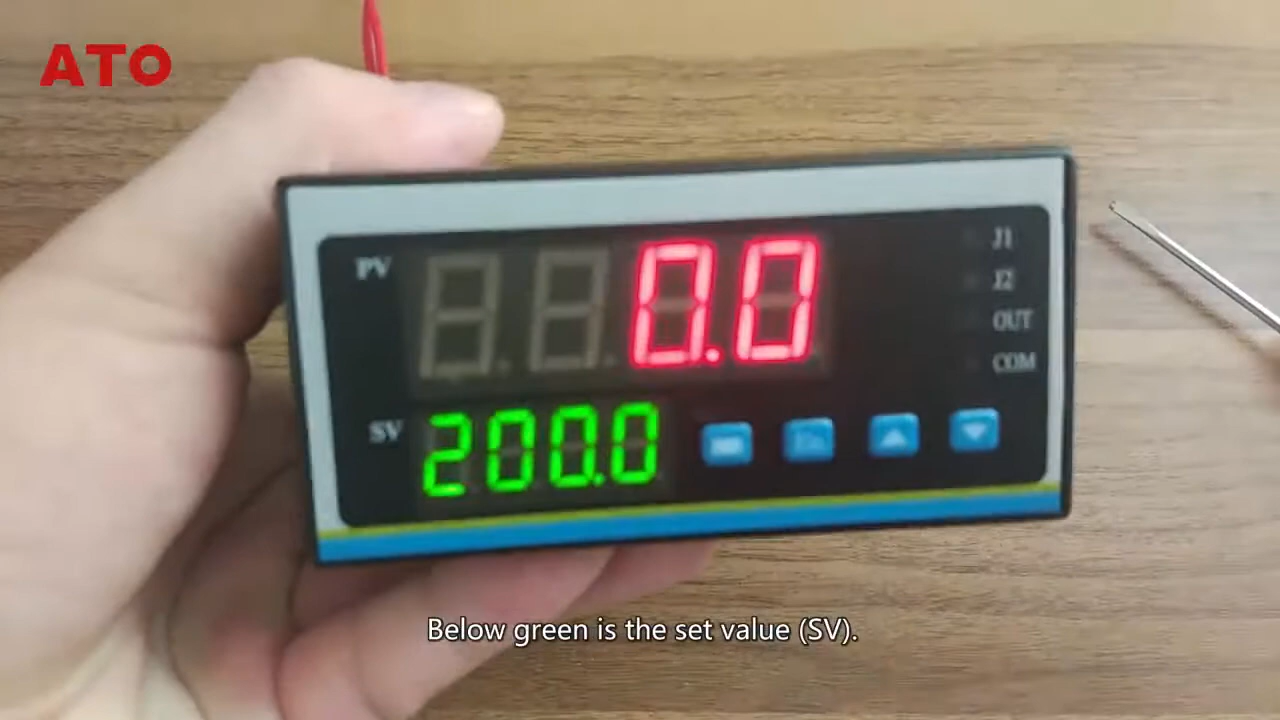 ATO
PV
0.0
J1
J2
OUT
COM
SV
200.0
Below green is the set value (SV).